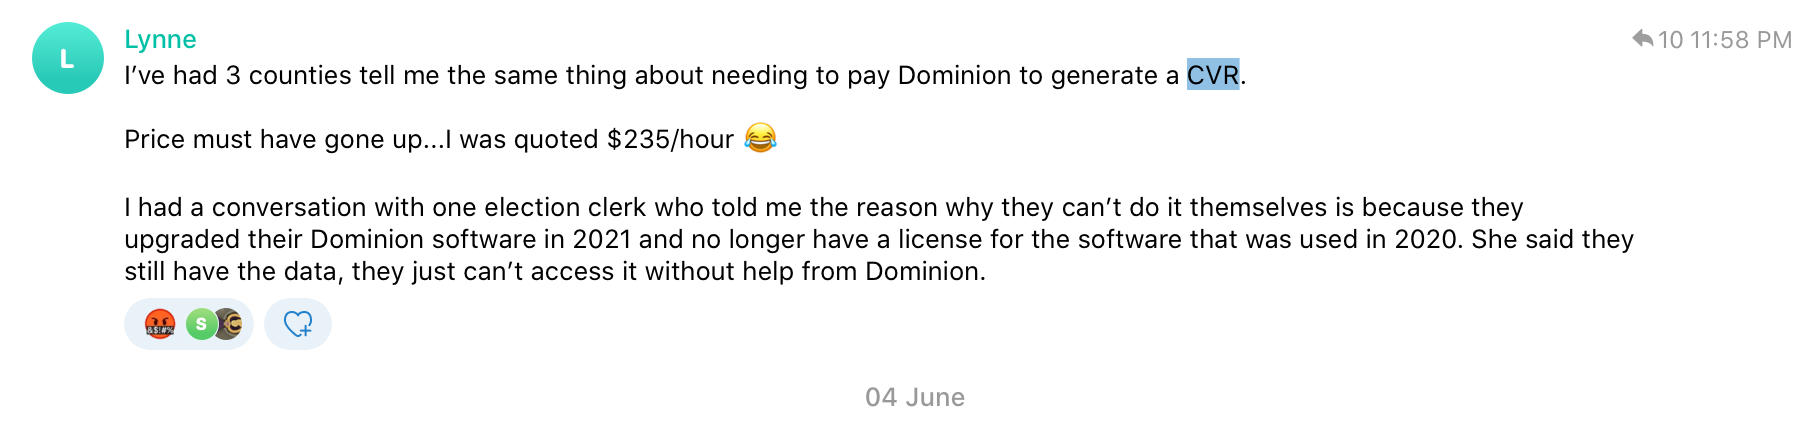 Lynne
10 11:58 PM
L
I've had 3 counties tell me the same thing about needing to pay Dominion to generate a CVR.
Price must have gone up...I was quoted $235/hour 😂
I had a conversation with one election clerk who told me the reason why they can't do it themselves is because they
upgraded their Dominion software in 2021 and no longer have a license for the software that was used in 2020. She said they
still have the data, they just can't access it without help from Dominion.
&$!#%
S
04 June